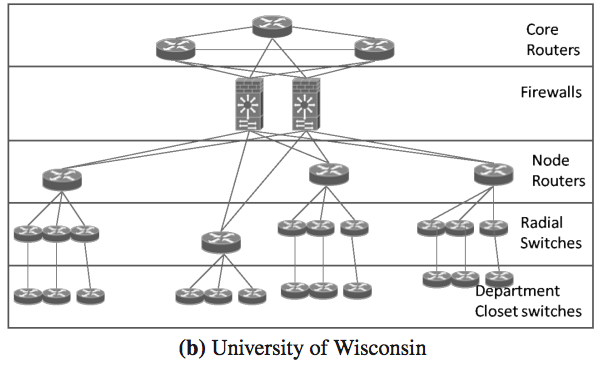 Core
Routers
Firewalls
Node
Routers
Radial
Switches
Department
Closet switches
(b) University of Wisconsin